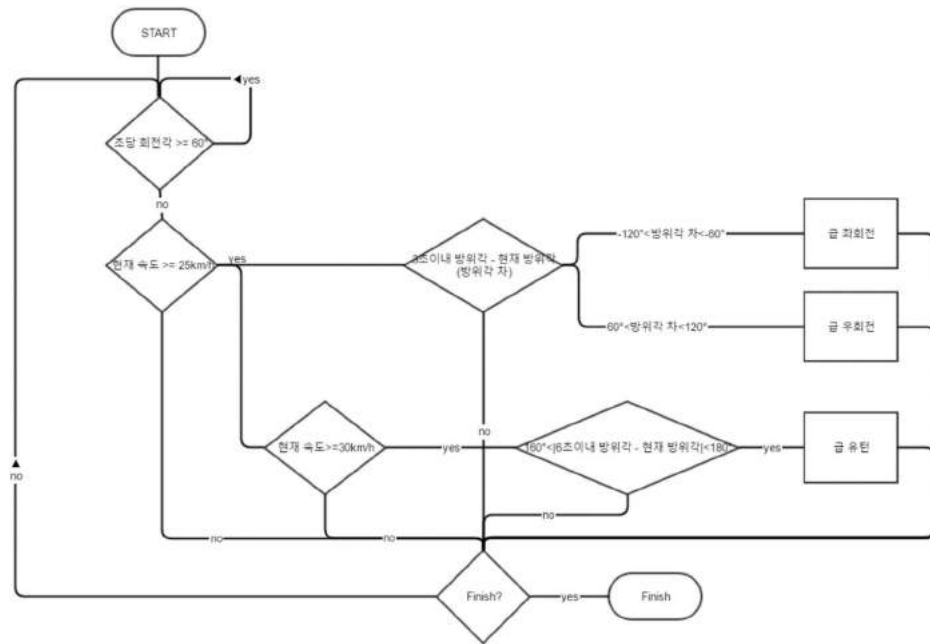 START
yes
초당 회전각 >= 60°
no
현재 속도 >= 25km/h
yes
3초이내 방위각 - 현재 방위각
(방위각 차)
-120°<방위각 차<-60°
급 좌회전
60°<방위각 차<120°
급 우회전
no
현재 속도>=30km/h
yes
160°<|6초이내 방위각 - 현재 방위각|<180°
yes
급 유턴
no
no
no
no
Finish?
yes
Finish